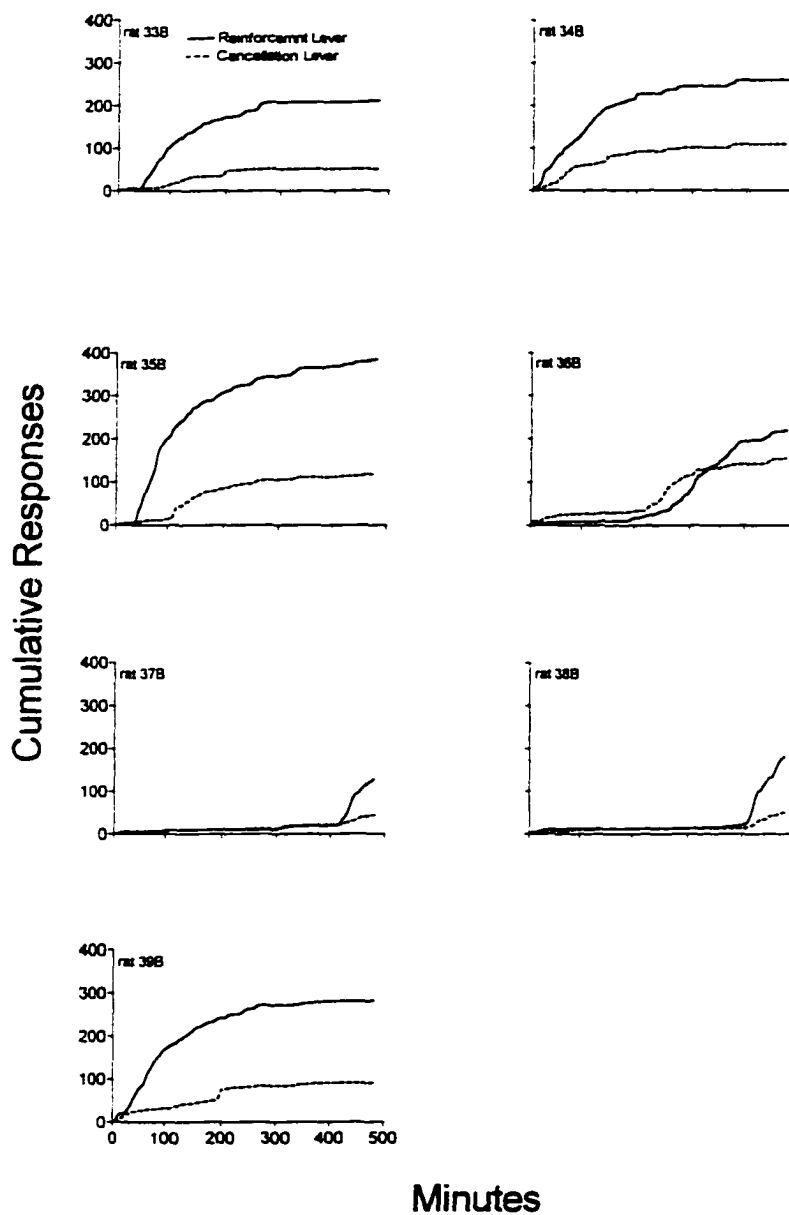 400
300
200
100
0
rat 33B
Reinforcemnt Lever
Cancellation Lever
rat 34B
Cumulative Responses
400
300
200
100
0
rat 35B
rat 36B
400
300
200
100
0
rat 37B
rat 38B
400
300
200
100
0
rat 39B
0 100 200 300 400 500
Minutes